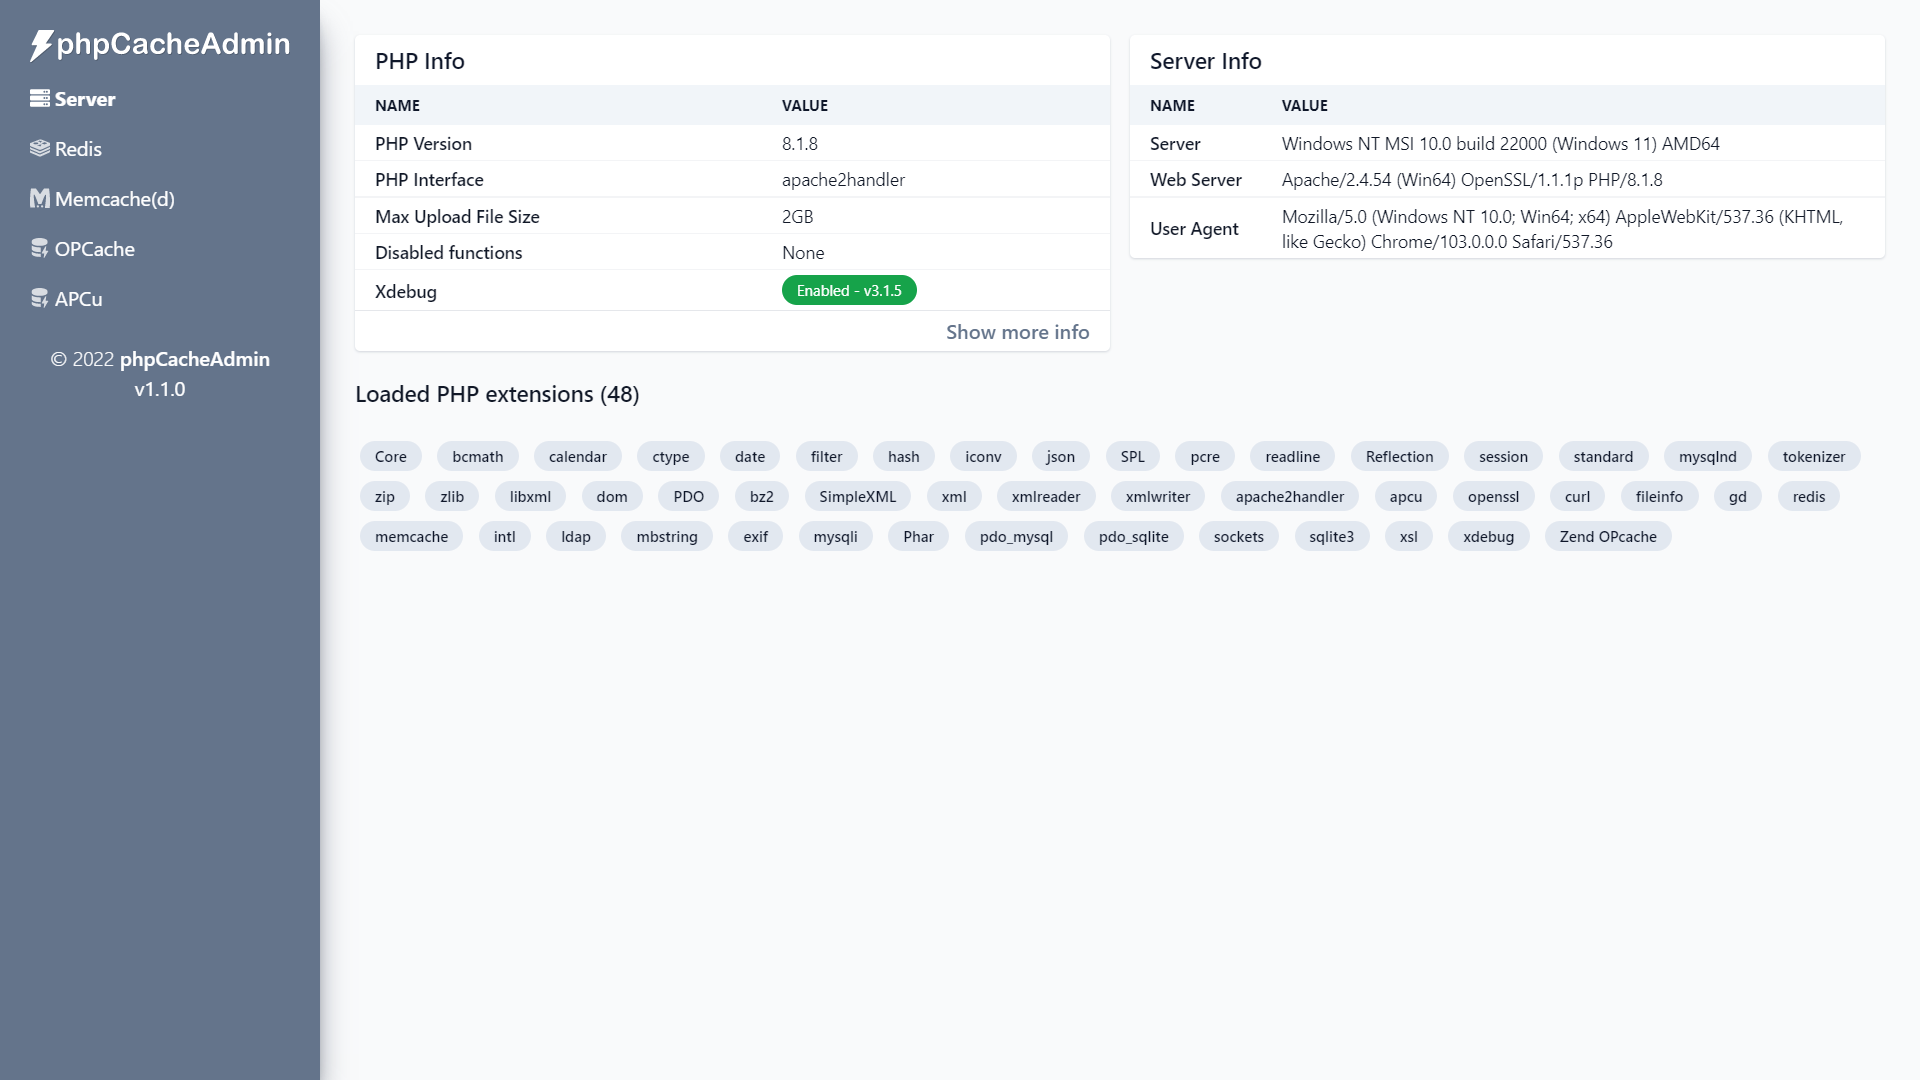 phpCacheAdmin
Server
Redis
Memcache(d)
OPCache
APCu
© 2022 phpCacheAdmin
v1.1.0
PHP Info
NAME VALUE
PHP Version 8.1.8
PHP Interface apache2handler
Max Upload File Size 2GB
Disabled functions None
Xdebug Enabled - v3.1.5
Show more info
Server Info
NAME VALUE
Server Windows NT MSI 10.0 build 22000 (Windows 11) AMD64
Web Server Apache/2.4.54 (Win64) OpenSSL/1.1.1p PHP/8.1.8
User Agent Mozilla/5.0 (Windows NT 10.0; Win64; x64) AppleWebKit/537.36 (KHTML,
like Gecko) Chrome/103.0.0.0 Safari/537.36
Loaded PHP extensions (48)
Core bcmath calendar ctype date filter hash iconv json SPL pcre readline Reflection session standard mysqlnd tokenizer
zip zlib libxml dom PDO bz2 SimpleXML xml xmlreader xmlwriter apache2handler apcu openssl curl fileinfo gd redis
memcache intl ldap mbstring exif mysqli Phar pdo_mysql pdo_sqlite sockets sqlite3 xsl xdebug Zend OPcache